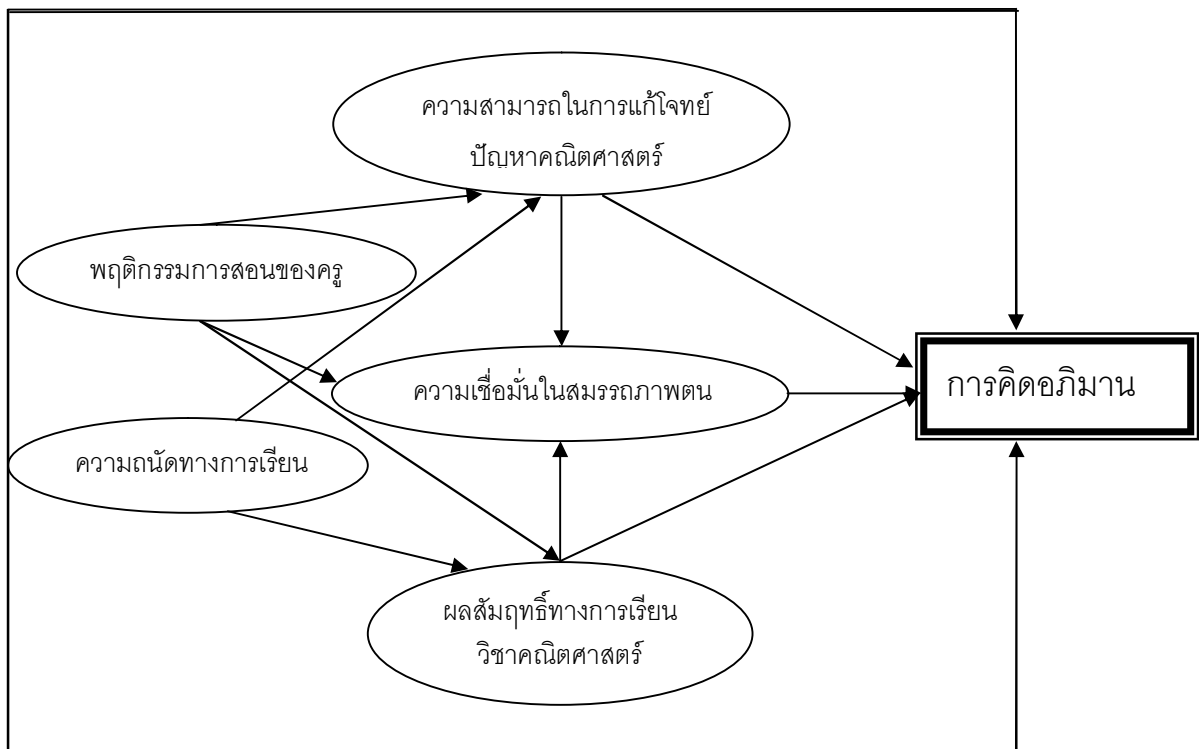 ความสามารถในการแก้โจทย์
ปัญหาคณิตศาสตร์
พฤติกรรมการสอนของครู
ความเชื่อมั่นในสมรรถภาพตน
การคิดอภิมาน
ความถนัดทางการเรียน
ผลสัมฤทธิ์ทางการเรียน
วิชาคณิตศาสตร์